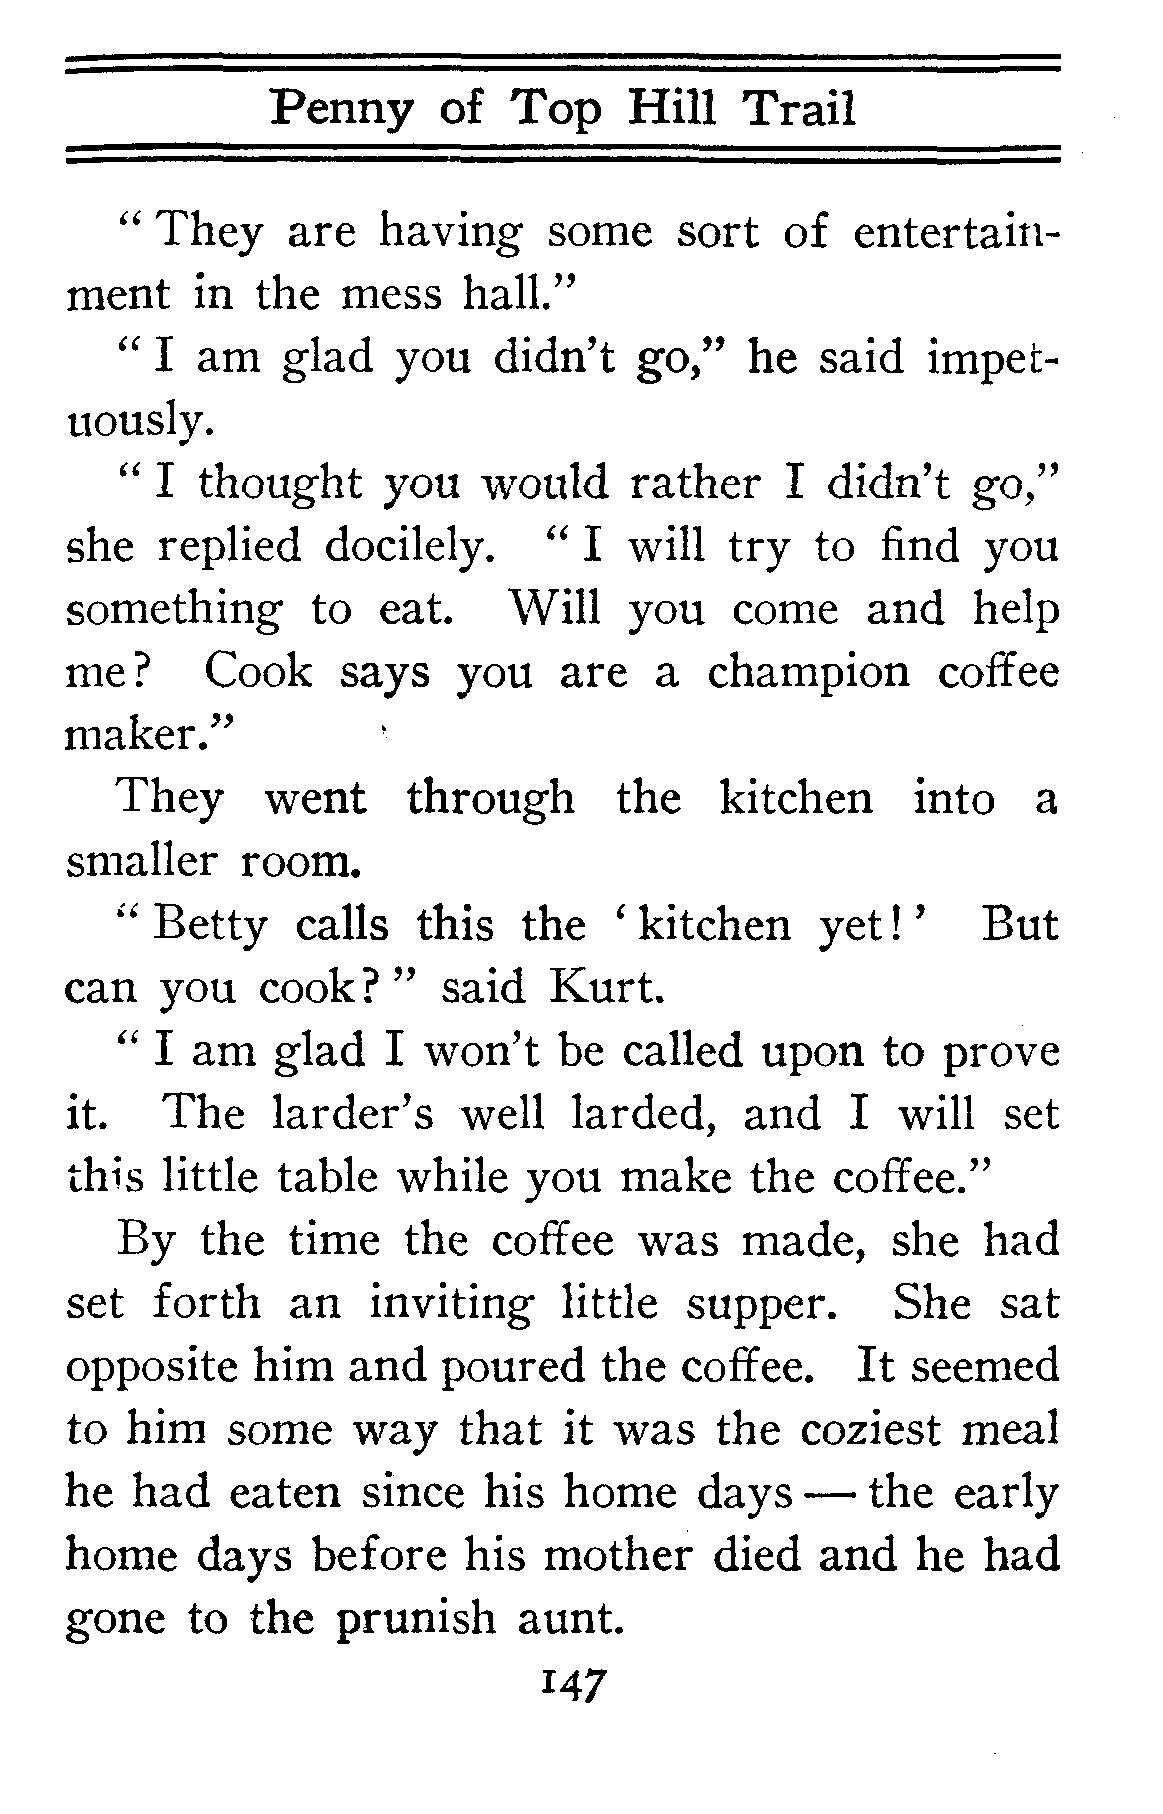 Penny of Top Hill Trail
“ They are having some sort of entertain-
ment in the mess hall.”
“ I am glad you didn’t go,” he said impet-
uously.
“ I thought you would rather I didn’t go,”
she replied docilely. “ I will try to find you
something to eat. Will you come and help
me? Cook says you are a champion coffee
maker.”
They went through the kitchen into a
smaller room.
“ Betty calls this the ‘ kitchen yet! ’ But
can you cook? ” said Kurt.
“ I am glad I won’t be called upon to prove
it. The larder’s well larded, and I will set
this little table while you make the coffee.”
By the time the coffee was made, she had
set forth an inviting little supper. She sat
opposite him and poured the coffee. It seemed
to him some way that it was the coziest meal
he had eaten since his home days — the early
home days before his mother died and he had
gone to the prunish aunt.
147